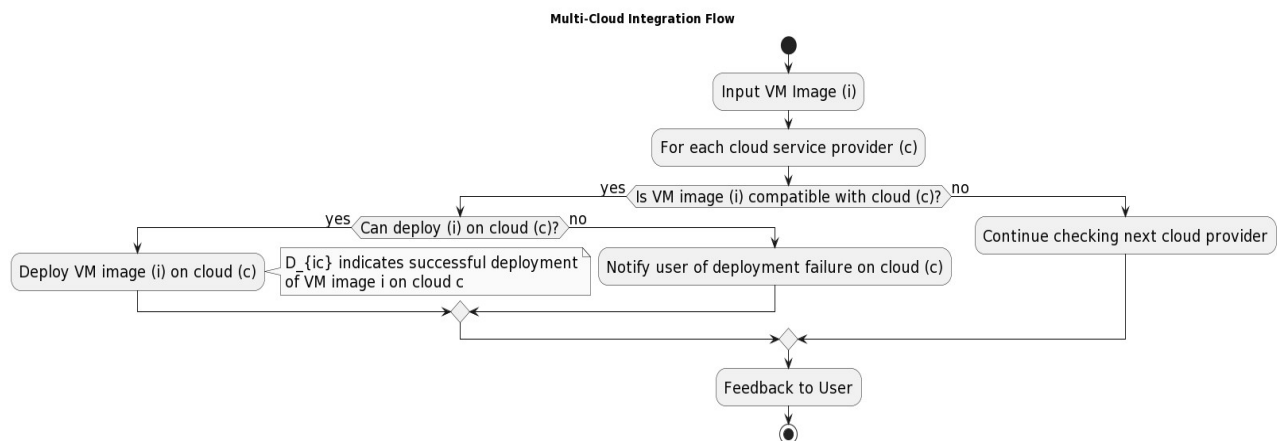 Multi-Cloud Integration Flow
Input VM Image (i)
For each cloud service provider (c)
yes
Is VM image (i) compatible with cloud (c)?
no
yes
Can deploy (i) on cloud (c)?
no
Continue checking next cloud provider
Deploy VM image (i) on cloud (c)
D_{ic} indicates successful deployment
of VM image i on cloud c
Notify user of deployment failure on cloud (c)
Feedback to User